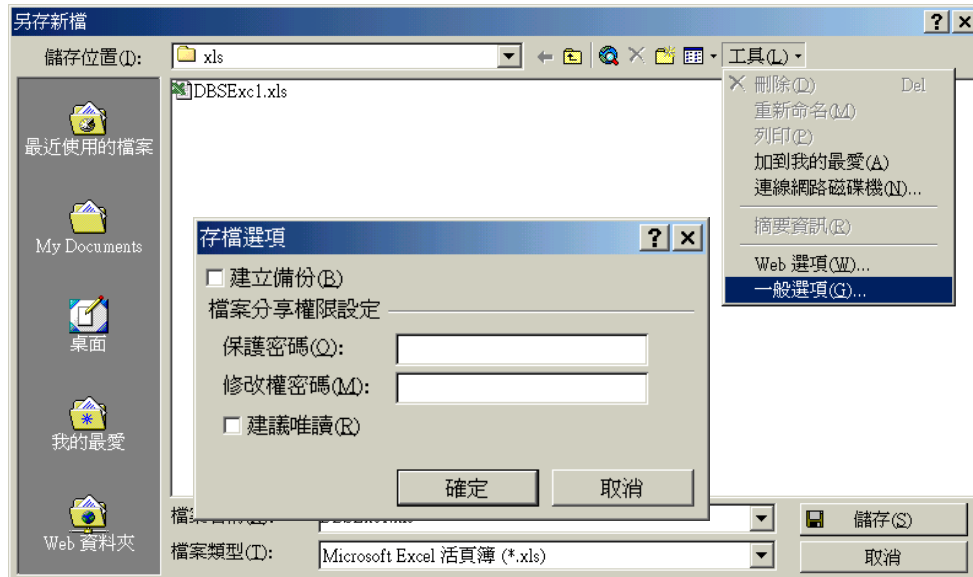 另存新檔
儲存位置(I):
xls
工具(L)
DBSExc1.xls
刪除(D) Del
重新命名(M)
列印(P)
加到我的最愛(A)
連線網路磁碟機(N)...
摘要資訊(R)
Web 選項(W)...
一般選項(G)...
最近使用的檔案
My Documents
桌面
我的最愛
Web 資料夾
存檔選項
建立備份(B)
檔案分享權限設定
保護密碼(O):
修改權密碼(M):
建議唯讀(R)
確定
取消
儲存(S)
檔案類型(T):
Microsoft Excel 活頁簿 (*.xls)
取消